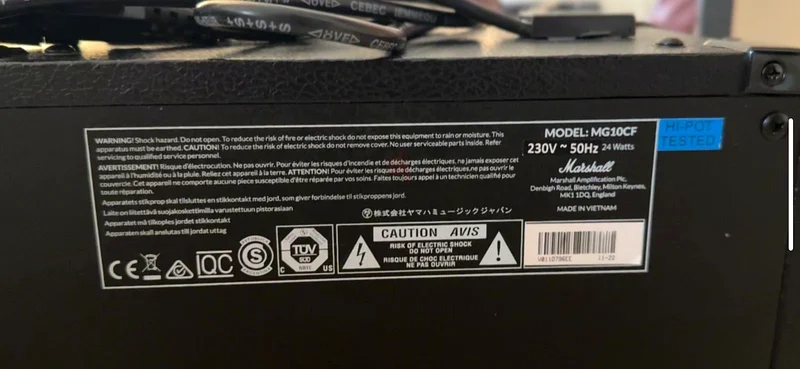 WARNING! Shock hazard. Do not open. To reduce the risk of fire or electric shock do not expose this equipment to rain or moisture. This
apparatus must be earthed. CAUTION! To reduce the risk of electric shock do not remove cover. No user serviceable parts inside. Refer
servicing to qualified service personnel.
AVERTISSEMENT! Risque d'électrocution. Ne pas ouvrir. Pour éviter les risques d'incendie et de décharges électriques, ne jamais exposer cet
appareil à l'humidité ou à la pluie. Reliez cet appareil à la terre. ATTENTION! Pour éviter les risques de décharges électriques, ne pas enlever le
couvercle. Cet appareil ne comporte aucune piece susceptible d'être réparée par vos soins. Faites toujours appel à un technicien qualifié pour
toute réparation.
Apparatets stikprop skal tilsluttes en stikkontakt med jord, som giver forbindelse til stikproppens jord.
Laite on liitettävä suojakoskettimilla varustettuun pistorasiaan
Apparatet må tilkoples jordet stikkontakt
Apparaten skall anslutas till jordat uttag
株式会社ヤマハミュージックジャパン
CE
QC
S
TÜV
SÜD
NRTL
C US
CAUTION AVIS
RISK OF ELECTRIC SHOCK
DO NOT OPEN
RISQUE DE CHOC ELECTRIQUE
NE PAS OUVRIR
MODEL: MG10CF
230V ~ 50Hz 24 Watts
Marshall
Marshall Amplification Plc.
Denbigh Road, Bletchley, Milton Keynes,
MK1 1DQ, England
MADE IN VIETNAM
11-22
HI-POT
TESTED